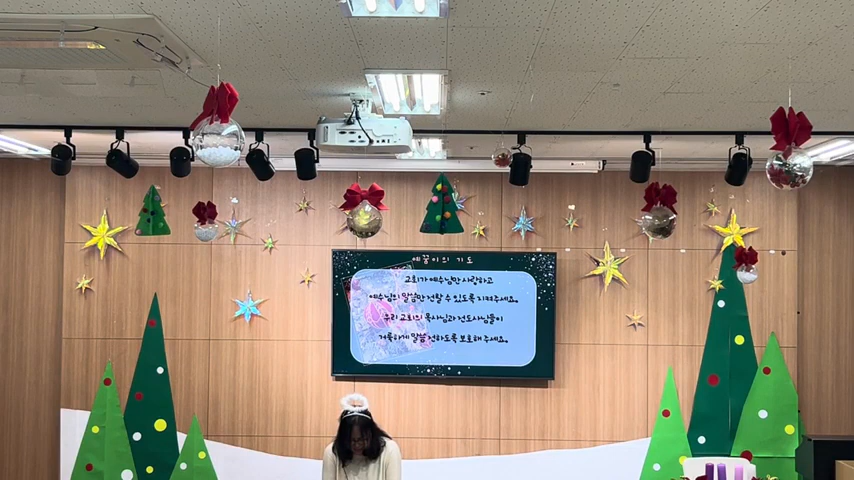 예꿈이의 기도
교회가 예수님만 사랑하고
예수님의 말씀만 전할 수 있도록 지켜주세요.
우리 교회의 목사님과 전도사님들이
거룩하게 말씀 전하도록 보호해 주세요.